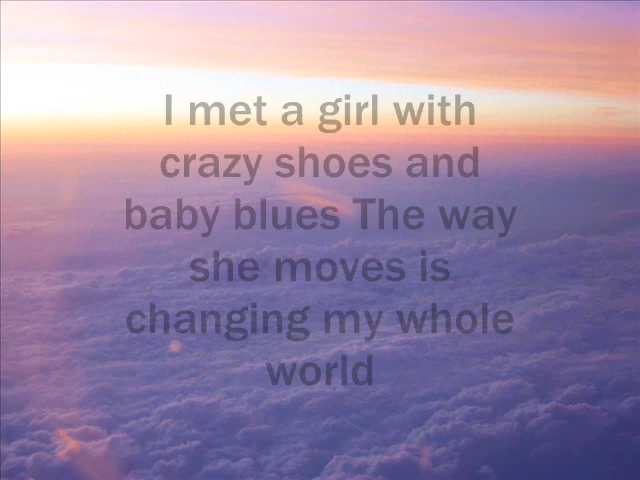 I met a girl with
crazy shoes and
baby blues The way
she moves is
changing my whole
world